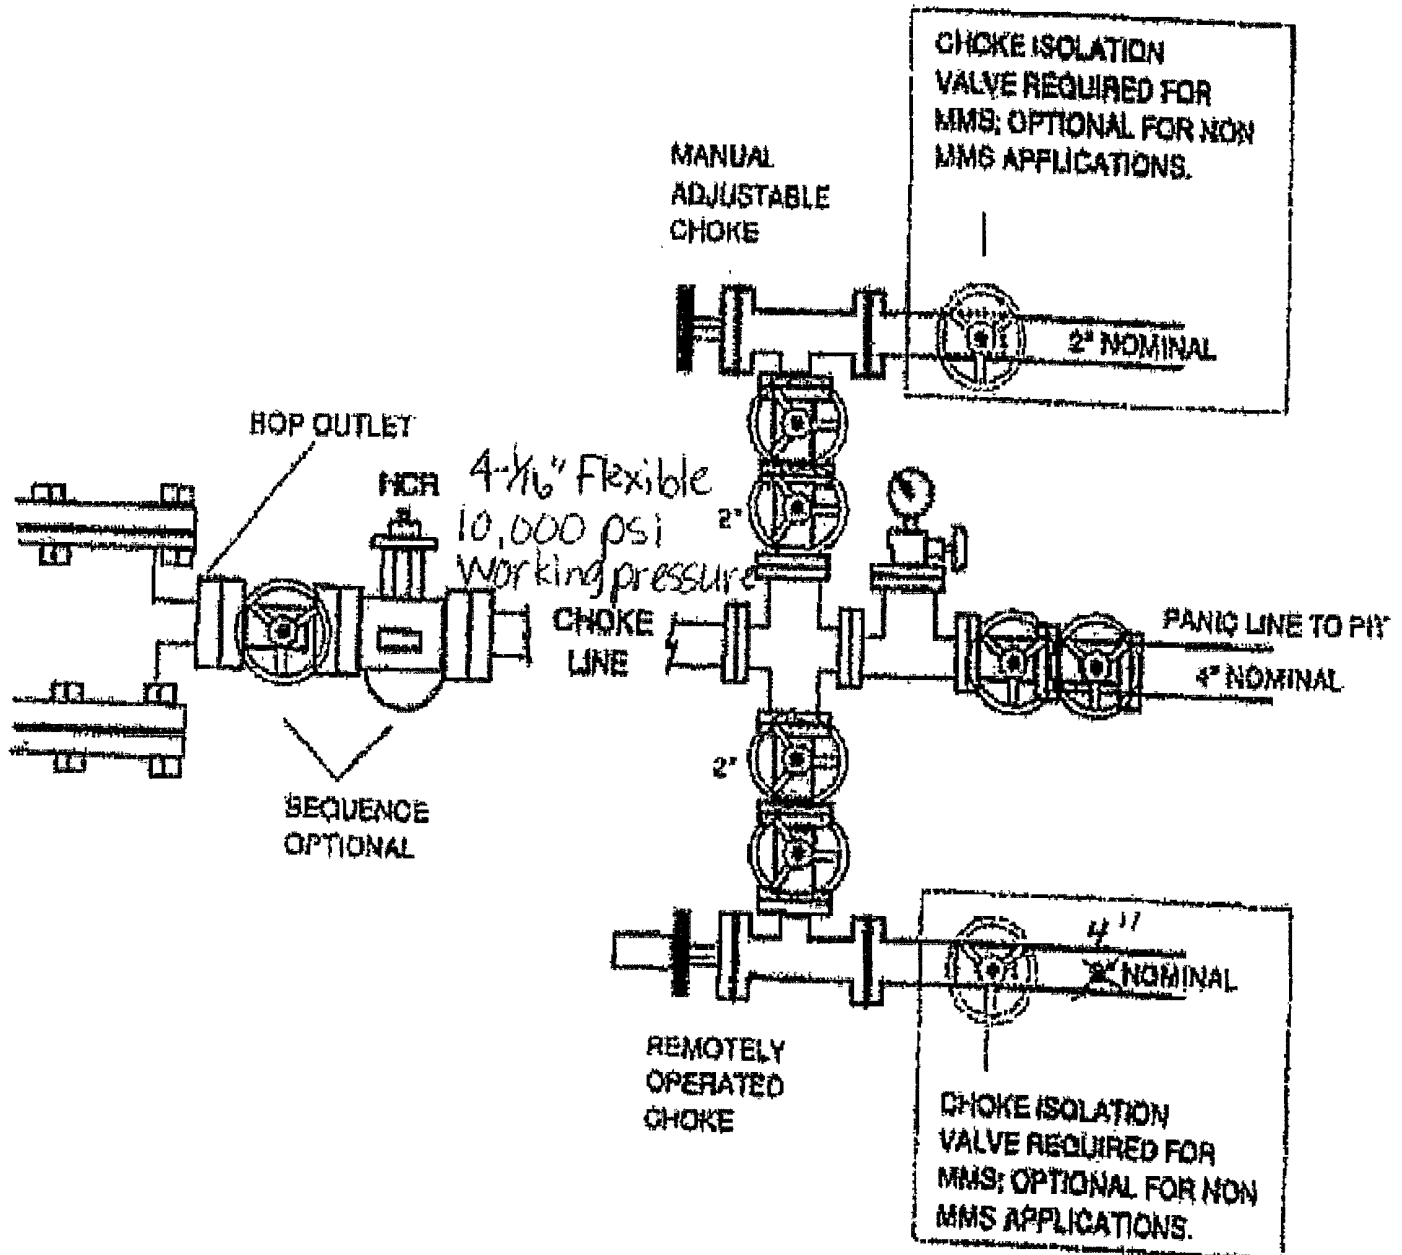 CHOKE ISOLATION
VALVE REQUIRED FOR
MMS; OPTIONAL FOR NON
MMS APPLICATIONS.
MANUAL
ADJUSTABLE
CHOKE
2" NOMINAL
BOP OUTLET
HCR
4-1/16" Flexible
10,000 psi
Working pressure
2"
CHOKE
LINE
PANIC LINE TO PIT
4" NOMINAL
2"
SEQUENCE
OPTIONAL
4"
NOMINAL
REMOTELY
OPERATED
CHOKE
CHOKE ISOLATION
VALVE REQUIRED FOR
MMS; OPTIONAL FOR NON
MMS APPLICATIONS.